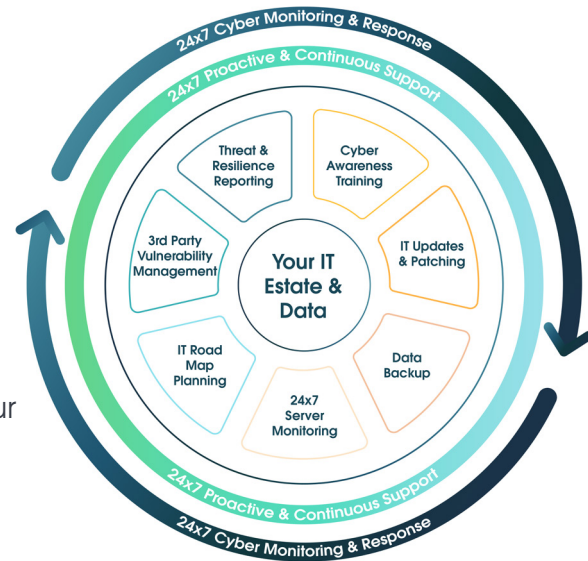 24x7 Cyber Monitoring & Response
24x7 Proactive & Continuous Support
Threat &
Resilience
Reporting
Cyber
Awareness
Training
3rd Party
Vulnerability
Management
Your IT
Estate &
Data
IT Updates
& Patching
IT Road
Map
Planning
24x7
Server
Monitoring
Data
Backup
24x7 Proactive & Continuous Support
24x7 Cyber Monitoring & Response